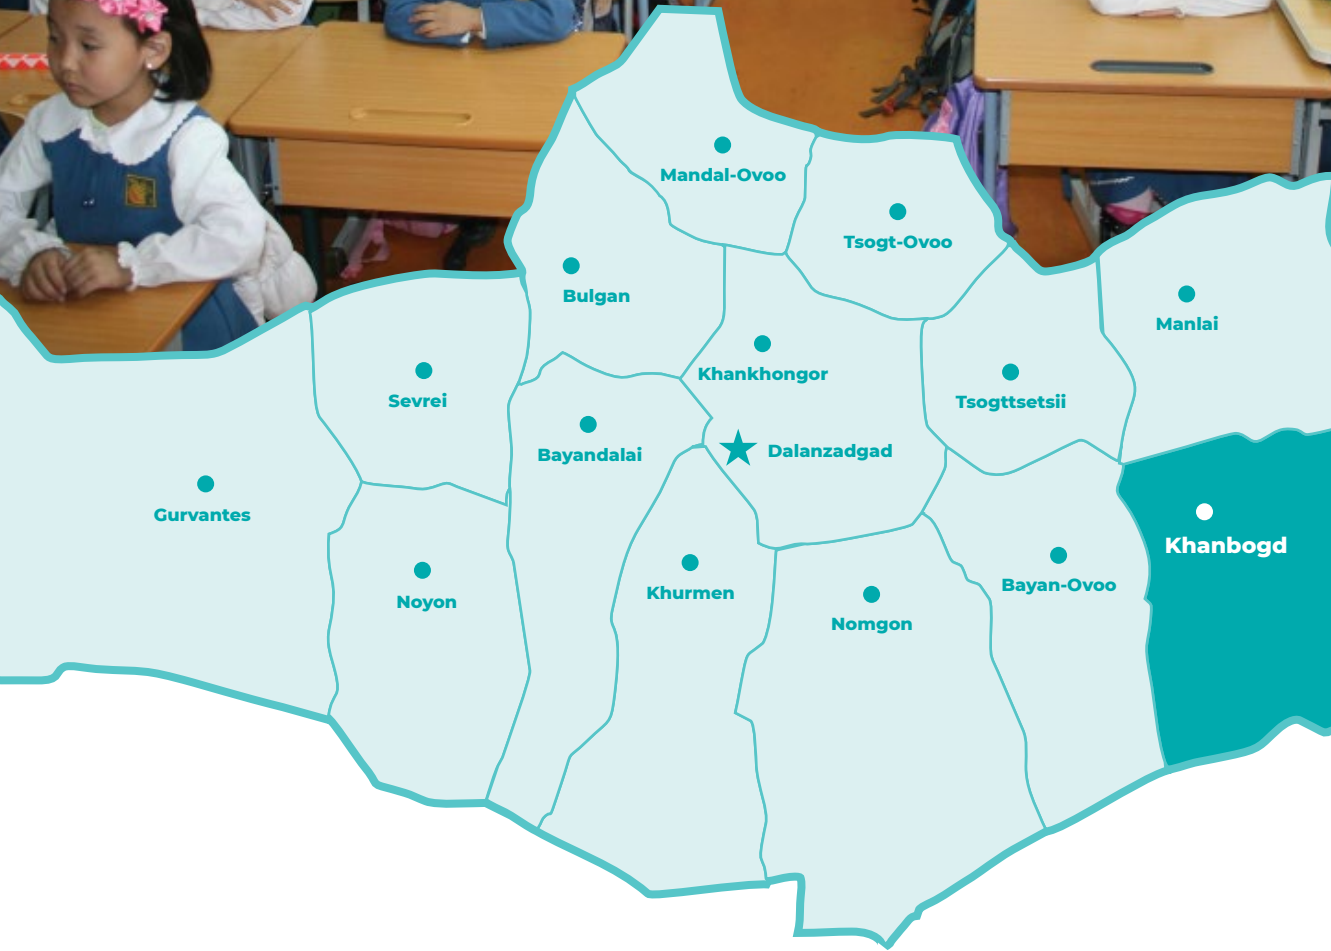 Mandal-Ovoo
Tsogt-Ovoo
Bulgan
Manlai
Khankhongor
Sevrei
Tsogttsetsii
Bayandalai
Dalanzadgad
Gurvantes
Khanbogd
Khurmen
Bayan-Ovoo
Noyon
Nomgon